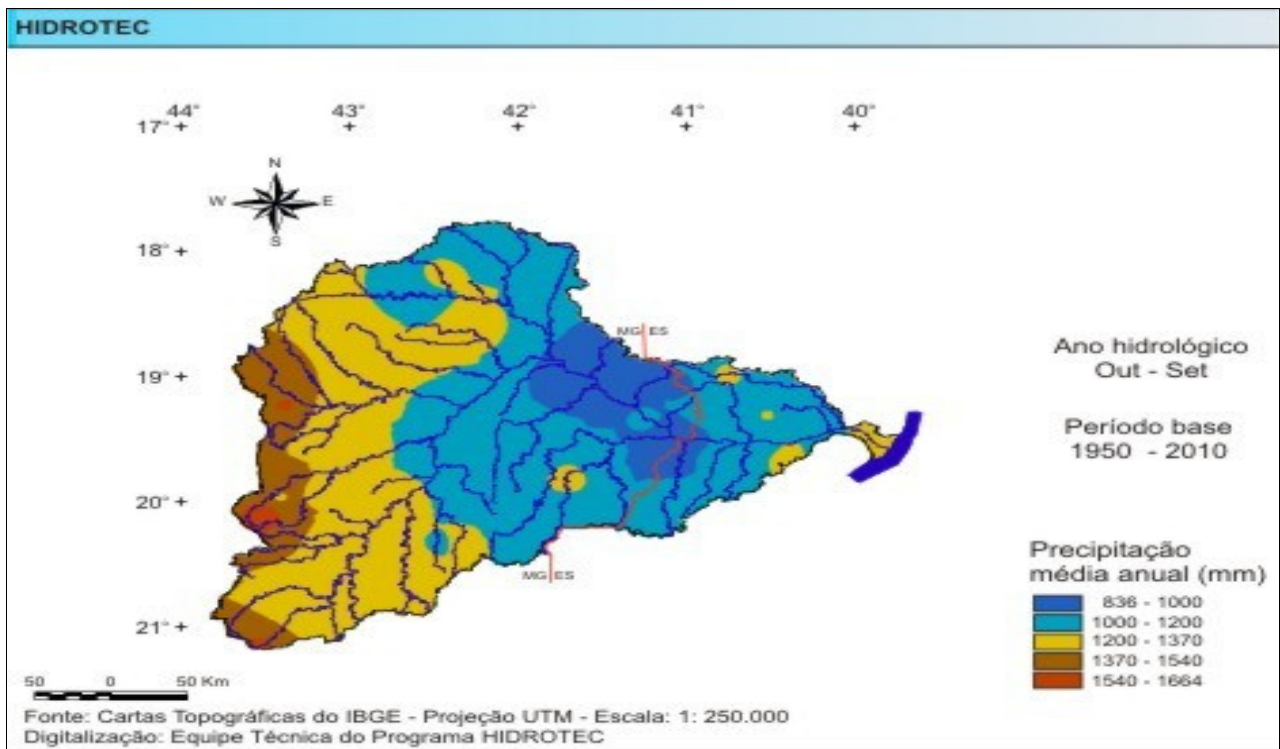 HIDROTEC
44° 43° 42° 41° 40°
17°
N
W E
S
18°
MG ES
19°
Ano hidrológico
Out - Set
Período base
1950 - 2010
20°
MG ES
21°
Precipitação
média anual (mm)
836 - 1000
1000 - 1200
1200 - 1370
1370 - 1540
1540 - 1664
50 0 50 Km
Fonte: Cartas Topográficas do IBGE - Projeção UTM - Escala: 1: 250.000
Digitalização: Equipe Técnica do Programa HIDROTEC